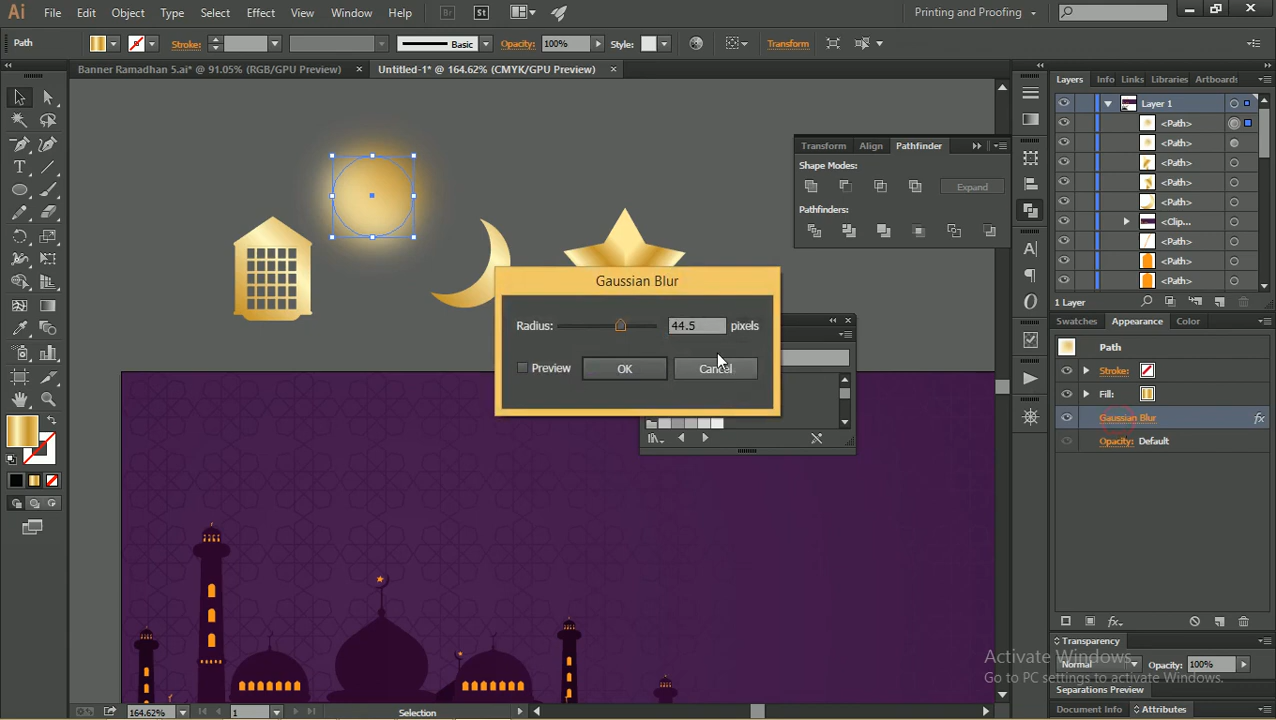 Ai File Edit Object Type Select Effect View Window Help Br St Printing and Proofing
Path Stroke: Basic Opacity: 100% Style: Transform
Banner Ramadhan 5.ai* @ 91.05% (RGB/GPU Preview) × Untitled-1* @ 164.62% (CMYK/GPU Preview) ×
Layers Info Links Libraries Artboards
Layer 1
<Path>
<Path>
<Path>
<Path>
<Path>
<Clip...
<Path>
<Path>
<Path>
1 Layer
Transform Align Pathfinder
Shape Modes:
Expand
Pathfinders:
Gaussian Blur
Radius: 44.5 pixels
Preview OK Cancel
Swatches Appearance Color
Path
Stroke:
Fill:
Gaussian Blur fx
Opacity: Default
fx
Transparency
Normal Opacity: 100%
Separations Preview
Document Info Attributes
Activate Windows
Go to PC settings to activate Windows.
164.62% 1 Selection